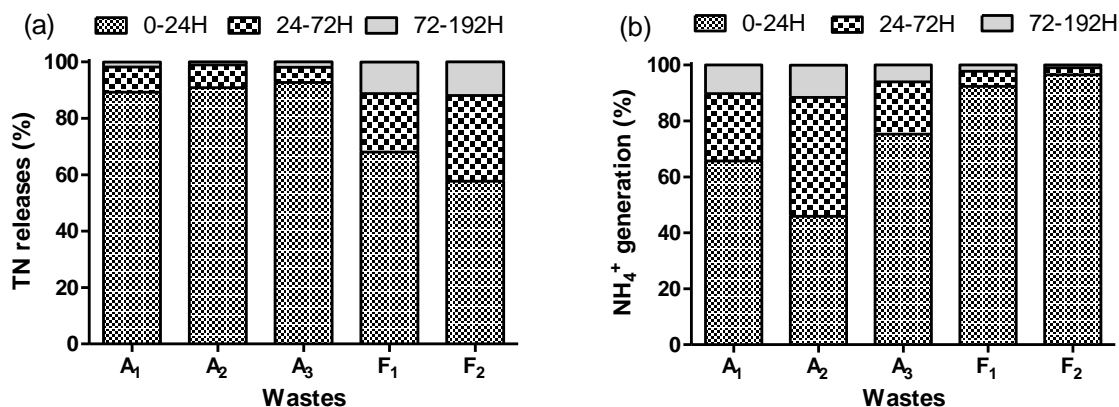 (a) 0-24H 24-72H 72-192H
TN releases (%)
100
80
60
40
20
0
A₁ A₂ A₃ F₁ F₂
Wastes
(b) 0-24H 24-72H 72-192H
NH₄⁺ generation (%)
100
80
60
40
20
0
A₁ A₂ A₃ F₁ F₂
Wastes